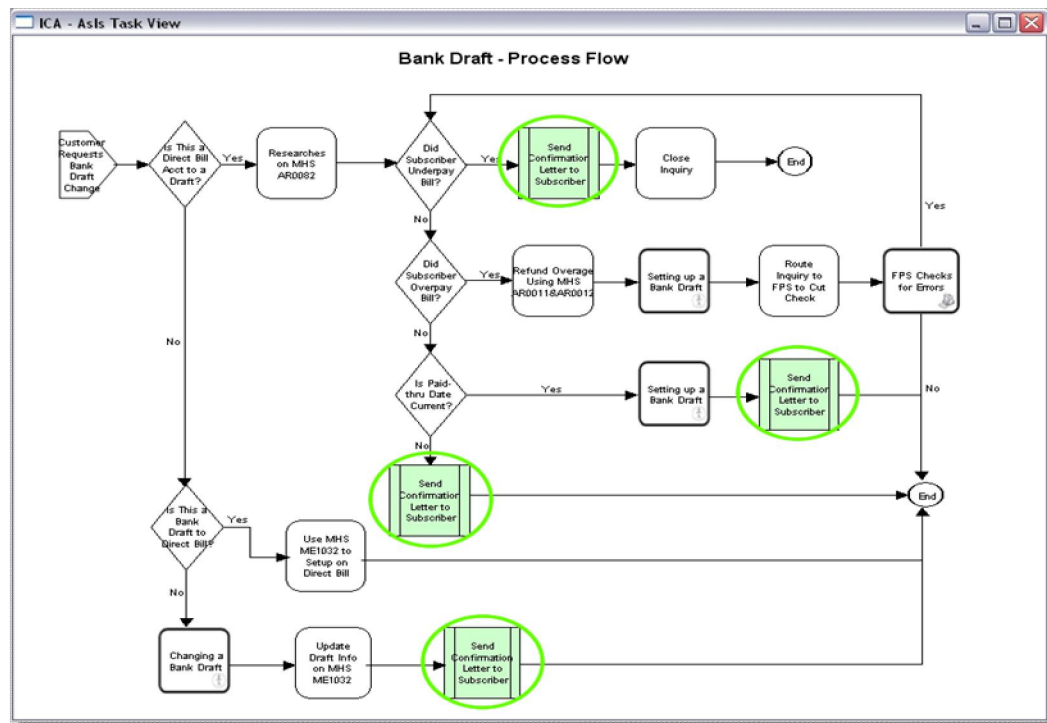 ICA - AsIs Task View
Bank Draft - Process Flow
Customer
Requests
Bank
Draft
Change
Is This a
Direct Bill
Acct to a
Draft?
Yes
Researches
on MHS
AR0082
Did
Subscriber
Underpay
Bill?
Yes
Send
Confirmation
Letter to
Subscriber
Close
Inquiry
End
Yes
No
Did
Subscriber
Overpay
Bill?
Yes
Refund Overage
Using MHS
AR0011&AR0012
Setting up a
Bank Draft
Route
Inquiry to
FPS to Cut
Check
FPS Checks
for Errors
No
No
Is Paid-
thru Date
Current?
Yes
Setting up a
Bank Draft
Send
Confirmation
Letter to
Subscriber
No
No
Send
Confirmation
Letter to
Subscriber
End
Is This a
Bank
Draft to
Direct Bill?
Yes
Use MHS
ME1032 to
Setup on
Direct Bill
No
Changing a
Bank Draft
Update
Draft Info
on MHS
ME1032
Send
Confirmation
Letter to
Subscriber